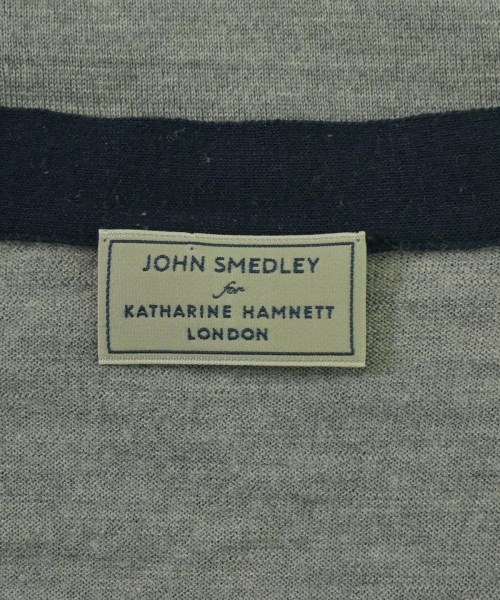 JOHN SMEDLEY
for
KATHARINE HAMNETT
LONDON